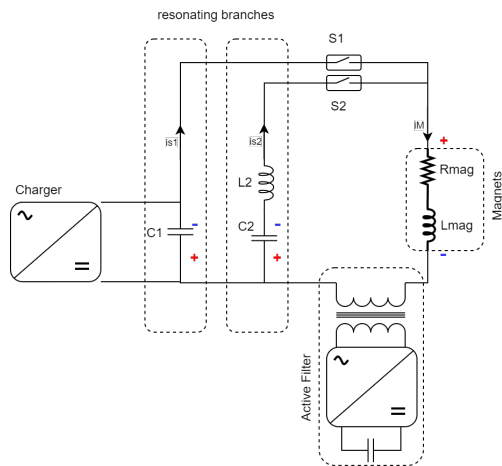 resonating branches
S1
S2
is1
is2
iM
+
Rmag
Lmag
-
Magnets
Charger
L2
C1
-
+
C2
-
+
Active Filter